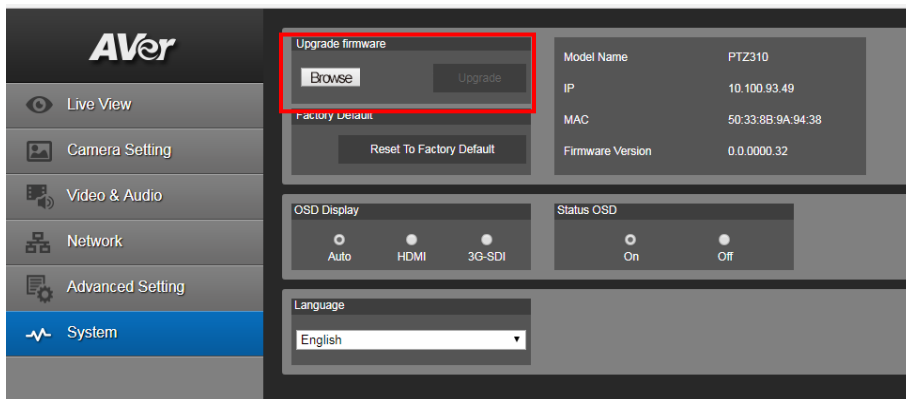 AVer
Live View
Camera Setting
Video & Audio
Network
Advanced Setting
System
Upgrade firmware
Browse Upgrade
Factory Default
Reset To Factory Default
Model Name PTZ310
IP 10.100.93.49
MAC 50:33:8B:9A:94:38
Firmware Version 0.0.0000.32
OSD Display
Auto HDMI 3G-SDI
Status OSD
On Off
Language
English